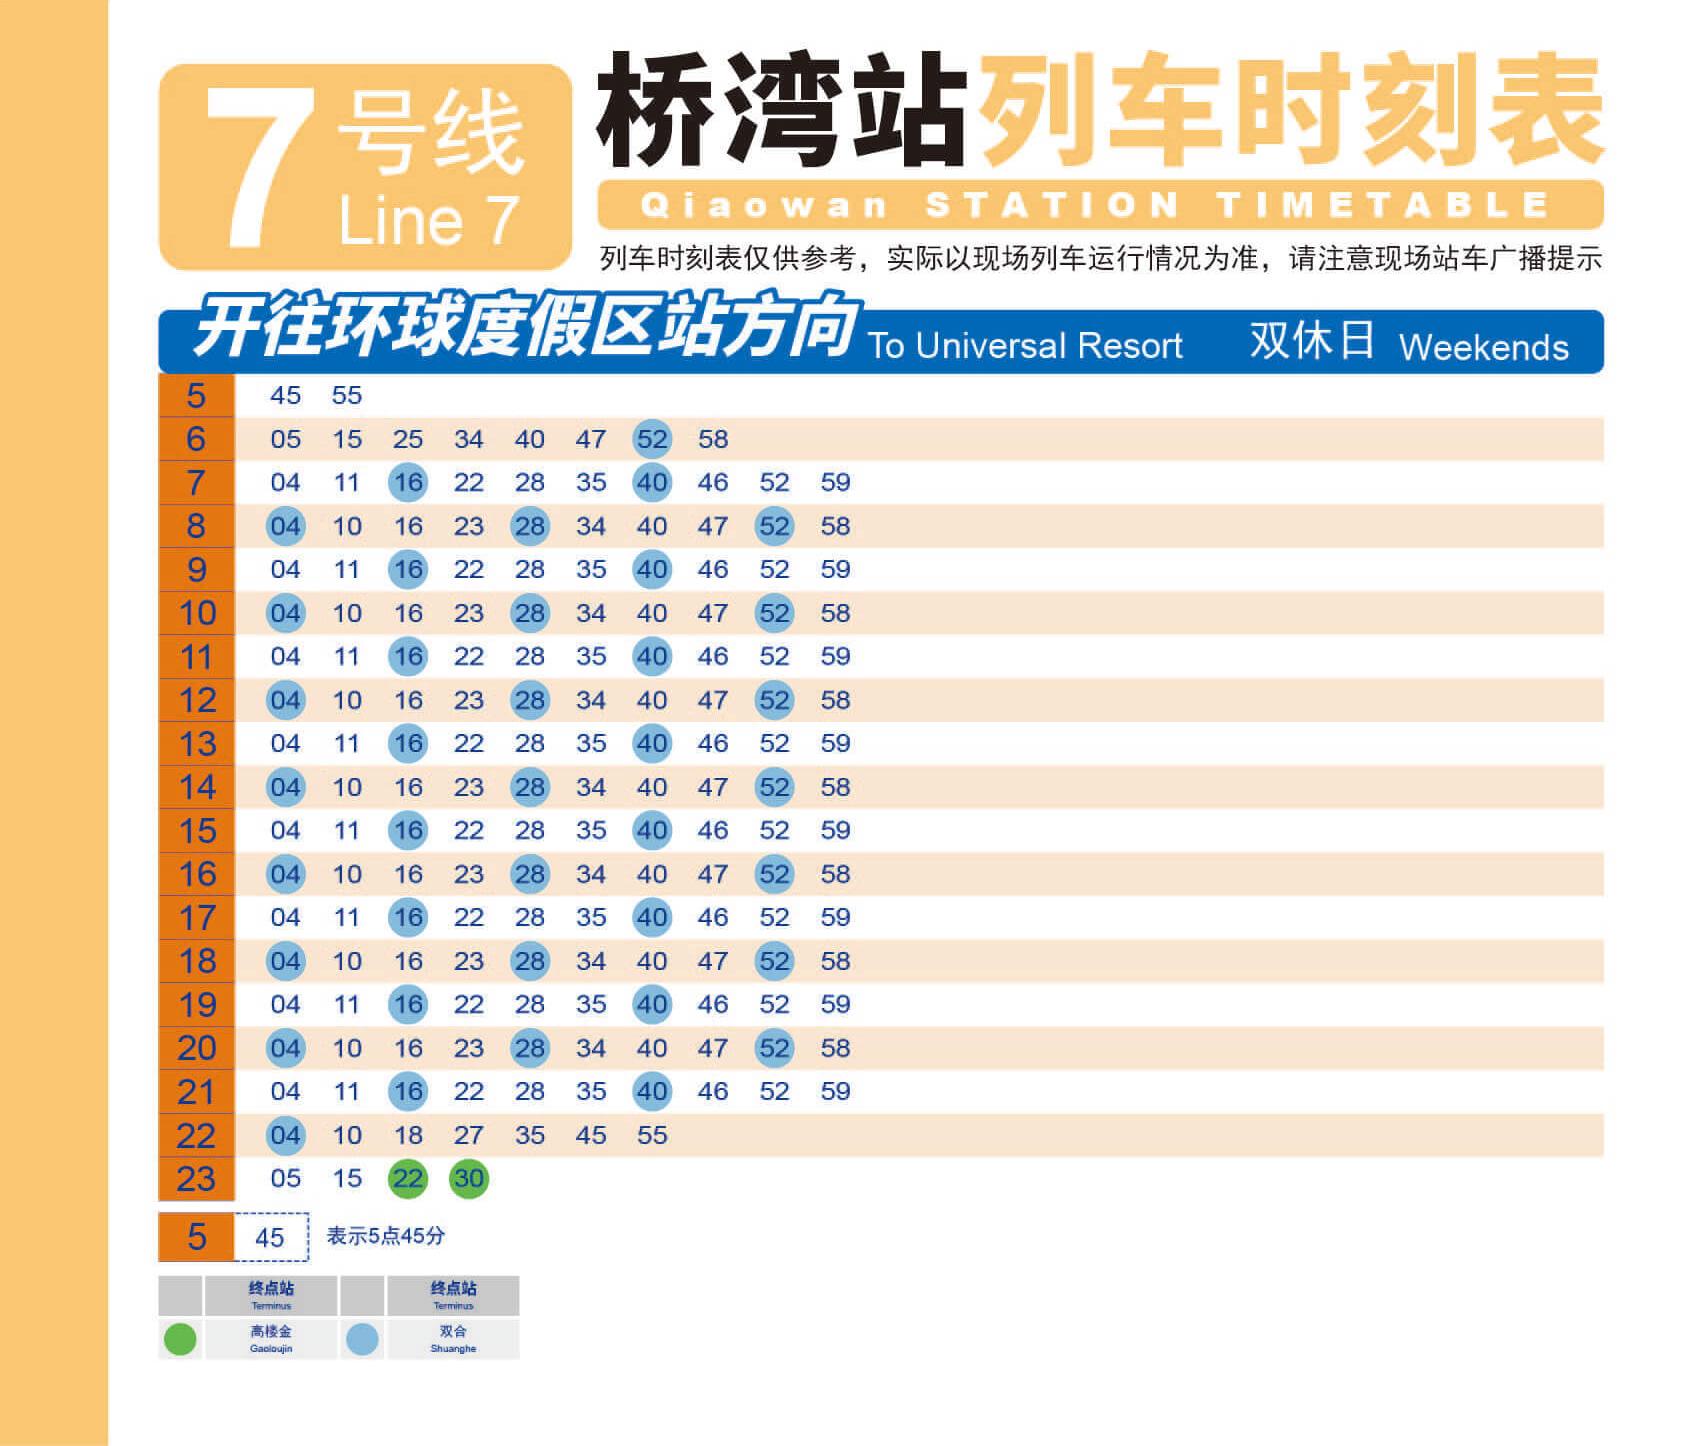 7号线
Line 7
桥湾站列车时刻表
Qiaowan STATION TIMETABLE
列车时刻表仅供参考，实际以现场列车运行情况为准，请注意现场站车广播提示
开往环球度假区站方向 To Universal Resort 双休日 Weekends
5 45 55
6 05 15 25 34 40 47 52 58
7 04 11 16 22 28 35 40 46 52 59
8 04 10 16 23 28 34 40 47 52 58
9 04 11 16 22 28 35 40 46 52 59
10 04 10 16 23 28 34 40 47 52 58
11 04 11 16 22 28 35 40 46 52 59
12 04 10 16 23 28 34 40 47 52 58
13 04 11 16 22 28 35 40 46 52 59
14 04 10 16 23 28 34 40 47 52 58
15 04 11 16 22 28 35 40 46 52 59
16 04 10 16 23 28 34 40 47 52 58
17 04 11 16 22 28 35 40 46 52 59
18 04 10 16 23 28 34 40 47 52 58
19 04 11 16 22 28 35 40 46 52 59
20 04 10 16 23 28 34 40 47 52 58
21 04 11 16 22 28 35 40 46 52 59
22 04 10 18 27 35 45 55
23 05 15 22 30
5 45 表示5点45分
终点站 终点站
Terminus Terminus
高楼金 双合
Gaoloujin Shuanghe